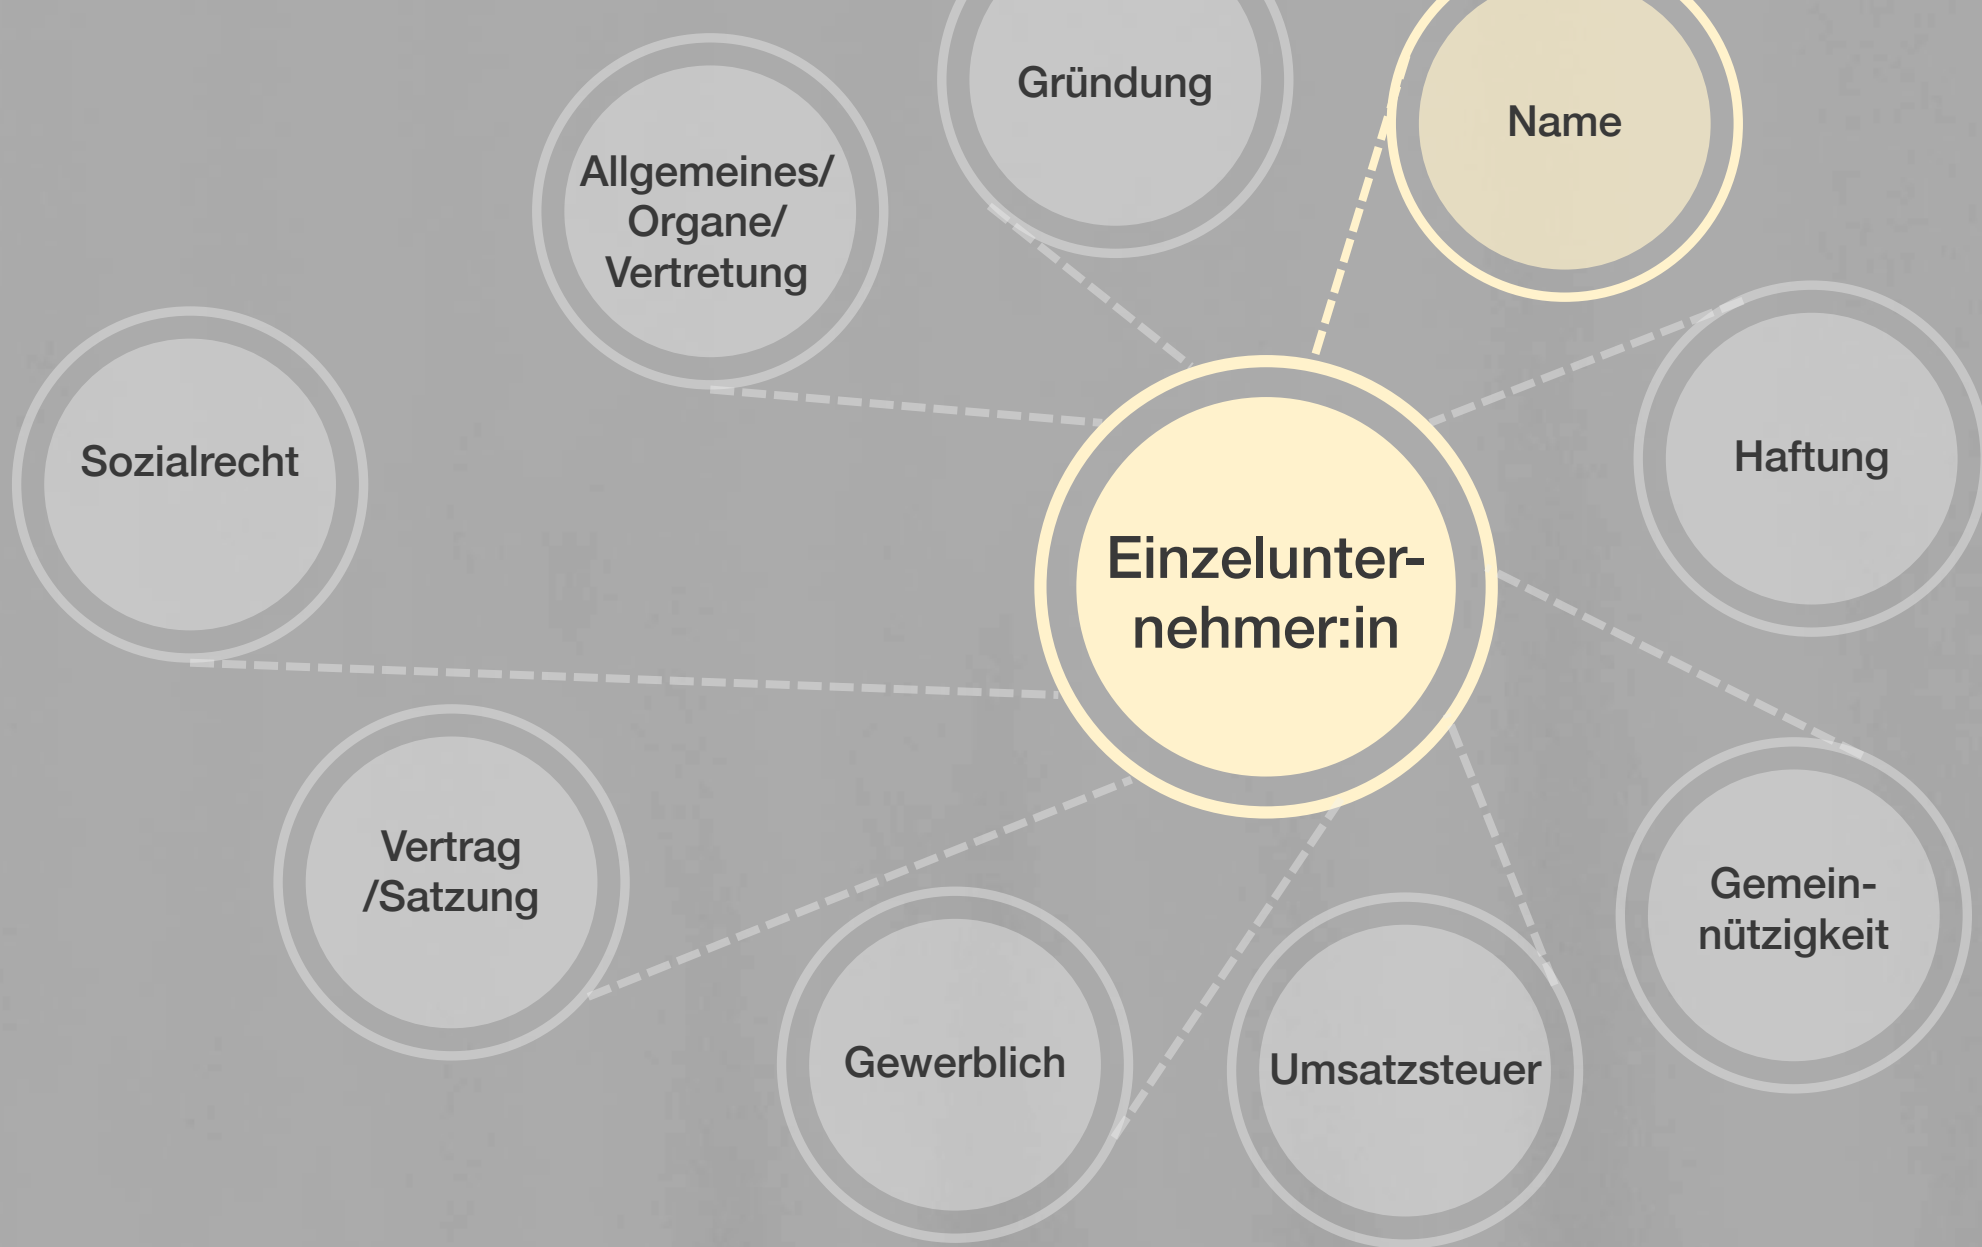 Gründung
Name
Allgemeines/
Organe/
Vertretung
Sozialrecht
Haftung
Einzelunter-
nehmer:in
Vertrag
/Satzung
Gemein-
nützigkeit
Gewerblich
Umsatzsteuer